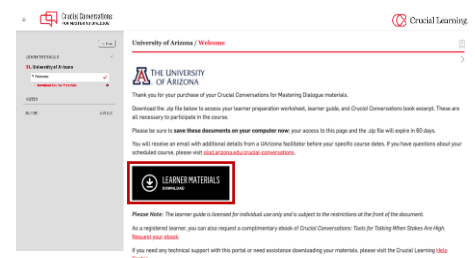 Crucial Conversations
FOR MASTERING DIALOGUE
Crucial Learning
University of Arizona / Welcome
01. University of Arizona
Welcome
NOTES
THE UNIVERSITY
OF ARIZONA
Thank you for your purchase of your Crucial Conversations for Mastering Dialogue materials.
Download the .zip file below to access your learner preparation worksheet, learner guide, and Crucial Conversations book excerpt. These are
all necessary to participate in the course.
Please be sure to save these documents on your computer now; your access to this page and the .zip file will expire in 60 days.
You will receive an email with additional details from a UArizona facilitator before your specific course dates. If you have questions about your
scheduled course, please visit
LEARNER MATERIALS
DOWNLOAD
Please Note: The learner guide is licensed for individual use only and is subject to the restrictions at the front of the document.
As a registered learner, you can also request a complimentary ebook of Crucial Conversations: Tools for Talking When Stakes Are High.
Request your ebook.
If you need any technical support with this portal or need assistance downloading your materials, please visit the Crucial Learning Help